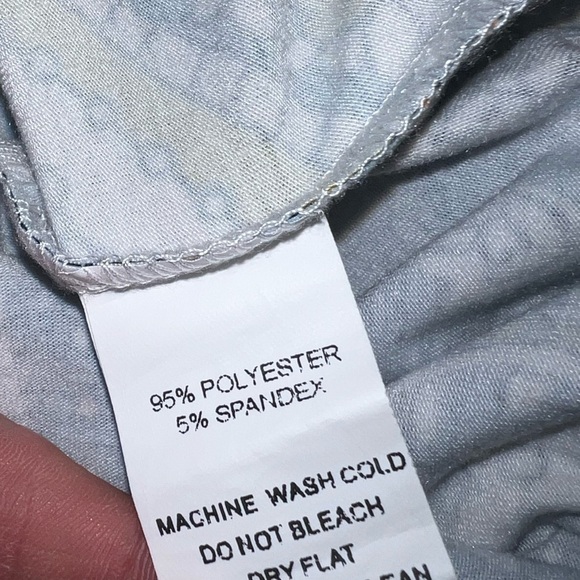 95% POLYESTER
5% SPANDEX
MACHINE WASH COLD
DO NOT BLEACH
DRY FLAT